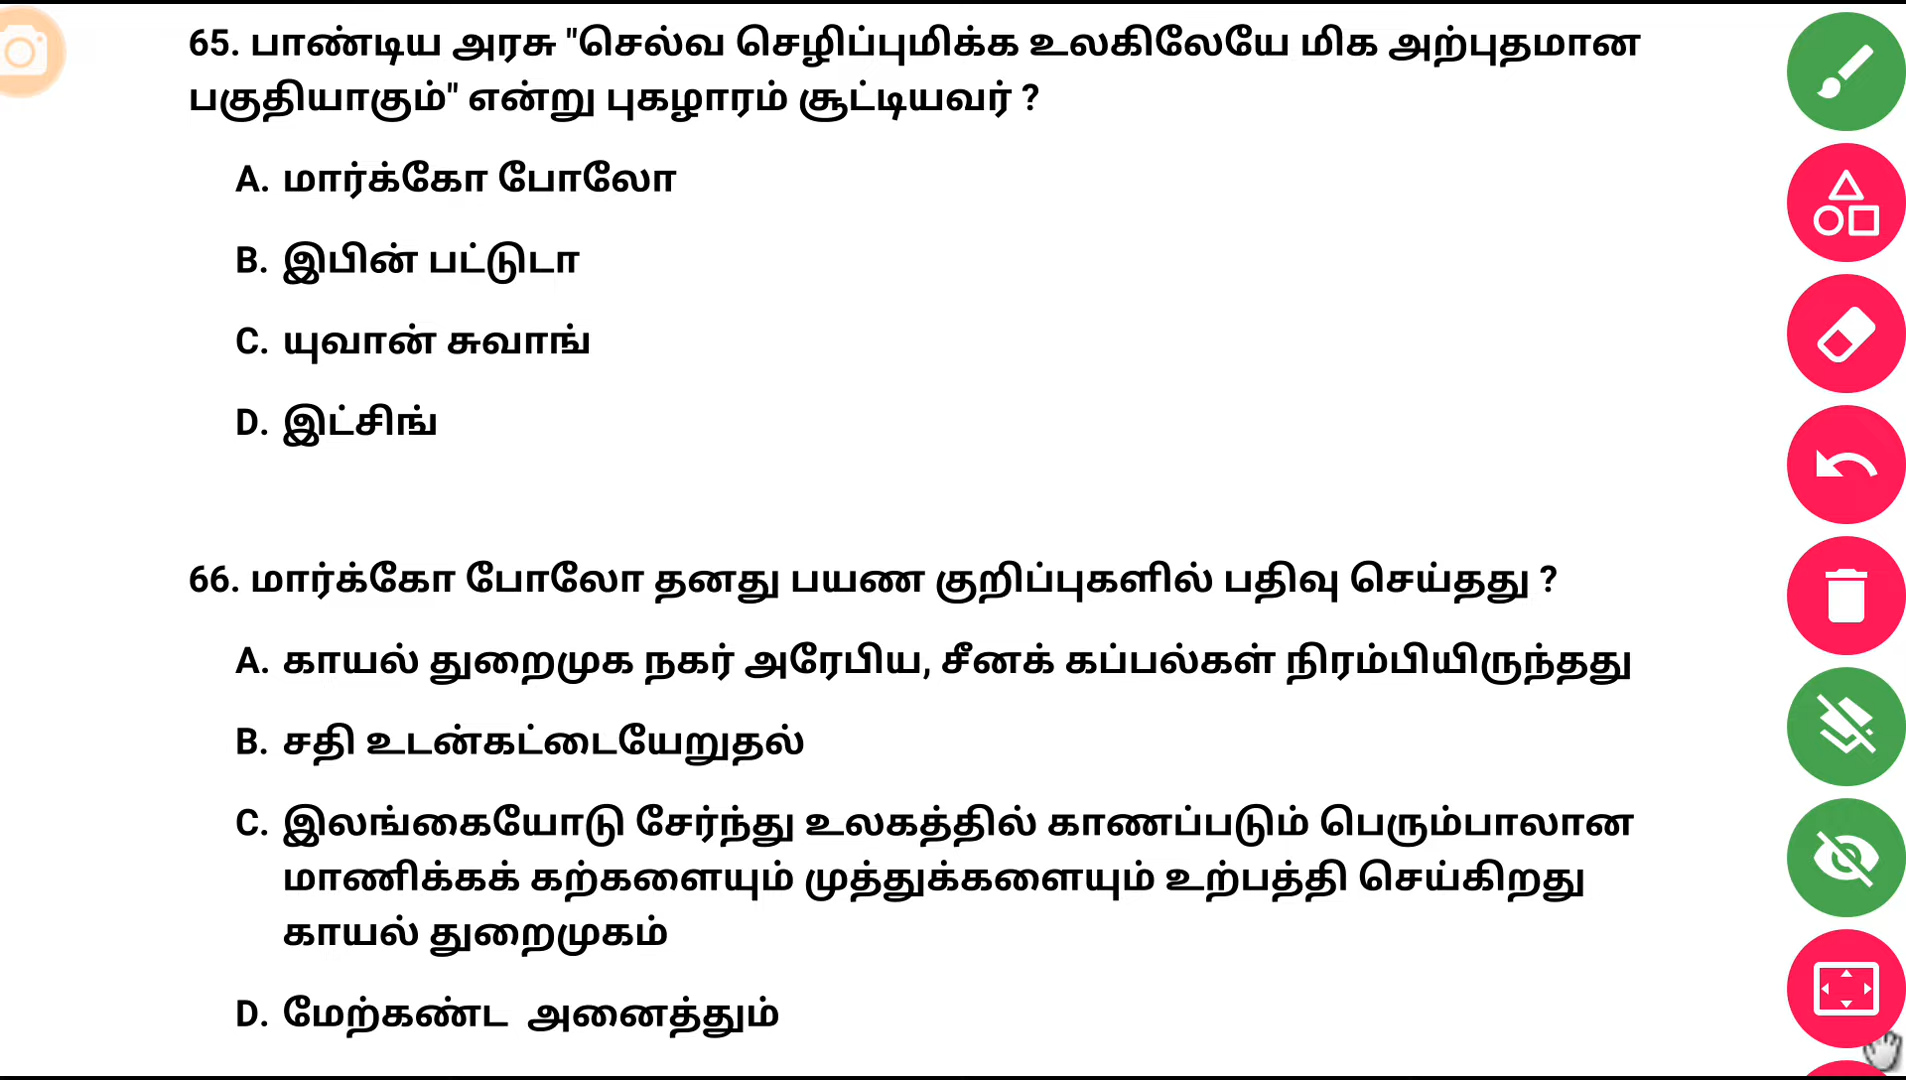 65. பாண்டிய அரசு "செல்வ செழிப்புமிக்க உலகிலேயே மிக அற்புதமான
பகுதியாகும்" என்று புகழாரம் சூட்டியவர் ?
A. மார்க்கோ போலோ
B. இபின் பட்டுடா
C. யுவான் சுவாங்
D. இட்சிங்
66. மார்க்கோ போலோ தனது பயண குறிப்புகளில் பதிவு செய்தது ?
A. காயல் துறைமுக நகர் அரேபிய, சீனக் கப்பல்கள் நிரம்பியிருந்தது
B. சதி உடன்கட்டையேறுதல்
C. இலங்கையோடு சேர்ந்து உலகத்தில் காணப்படும் பெரும்பாலான
மாணிக்கக் கற்களையும் முத்துக்களையும் உற்பத்தி செய்கிறது
காயல் துறைமுகம்
D. மேற்கண்ட அனைத்தும்